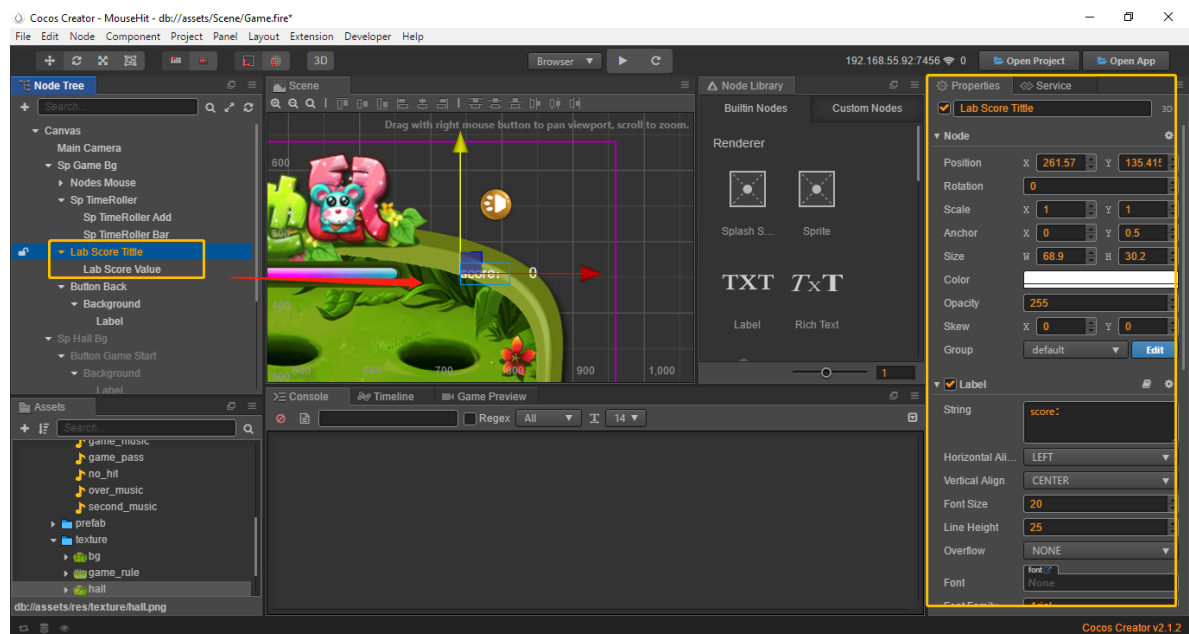 Cocos Creator - MouseHit - db://assets/Scene/Game.fire*
File Edit Node Component Project Panel Layout Extension Developer Help
3D
Browser
192.168.55.92:7456 0
Open Project
Open App
Node Tree
Search...
Canvas
Main Camera
Sp Game Bg
Nodes Mouse
Sp TimeRoller
Sp TimeRoller Add
Sp TimeRoller Bar
Lab Score Tittle
Lab Score Value
Button Back
Background
Label
Sp Hall Bg
Button Game Start
Background
Label
Scene
Drag with right mouse button to pan viewport, scroll to zoom.
600
500
400
300
score: 0
500 600 700 800 900 1,000
Node Library
Builtin Nodes Custom Nodes
Renderer
Splash S... Sprite
TXT TxT
Label Rich Text
1
Properties Service
Lab Score Tittle
3D
Node
Position X 261.57 Y 135.415
Rotation 0
Scale X 1 Y 1
Anchor X 0 Y 0.5
Size W 68.9 H 30.2
Color
Opacity 255
Skew X 0 Y 0
Group default Edit
Label
String score:
Horizontal Ali... LEFT
Vertical Align CENTER
Font Size 20
Line Height 25
Overflow NONE
font
Font None
Font Family Arial
Assets
Search...
game_music
game_pass
no_hit
over_music
second_music
prefab
texture
bg
game_rule
hall
db://assets/res/texture/hall.png
Console Timeline Game Preview
Regex All 14
Cocos Creator v2.1.2